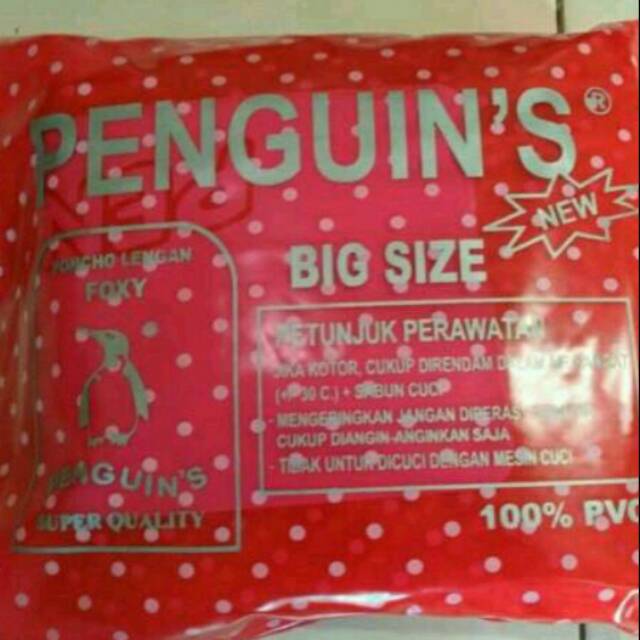 PENGUIN'S®
NEW
BIG SIZE
PONCHO LENGAN
FOXY
PENGUIN'S
SUPER QUALITY
PETUNJUK PERAWATAN
JIKA KOTOR, CUKUP DIRENDAM
(+/- 30 C.) + SABUN CUCI
- MENGERINGKAN JANGAN DIPERAS
CUKUP DIANGIN-ANGINKAN SAJA
- TIDAK UNTUK DICUCI DENGAN MESIN CUCI
100% PVC